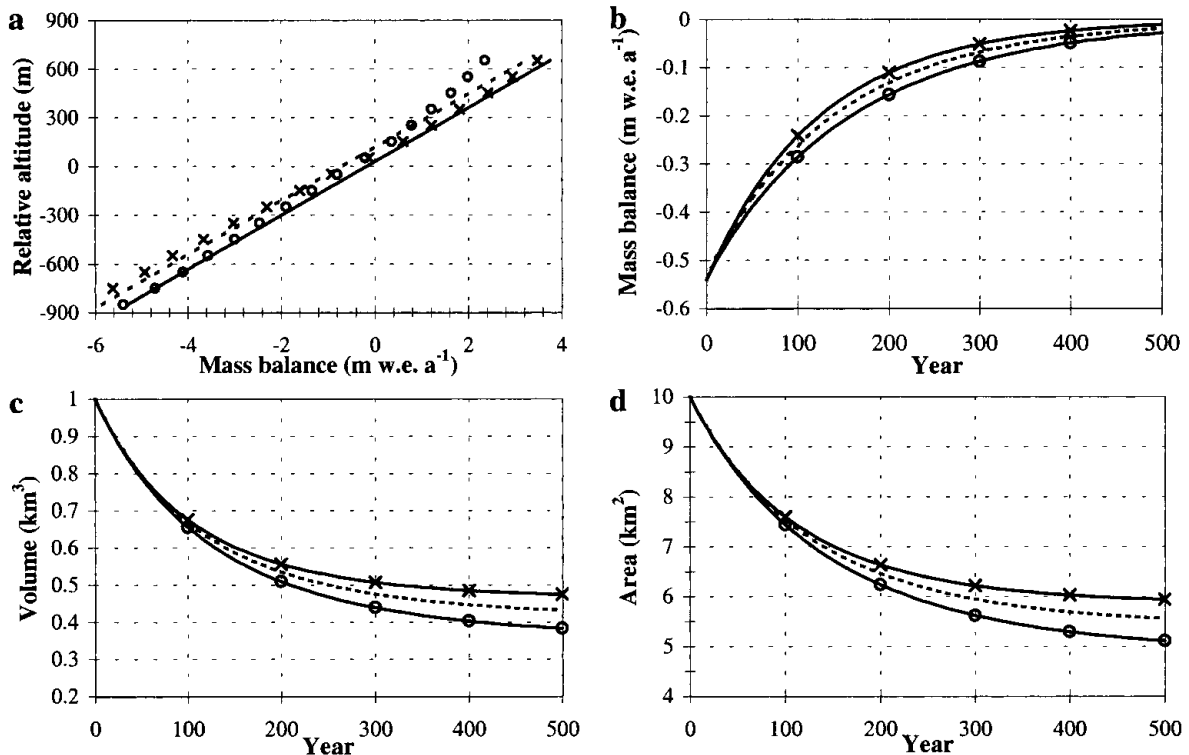 a
900
600
300
0
-300
-600
-900
Relative altitude (m)
-6 -4 -2 0 2 4
Mass balance (m w.e. a-1)
b
0
-0.1
-0.2
-0.3
-0.4
-0.5
-0.6
Mass balance (m w.e. a-1)
0 100 200 300 400 500
Year
c
1
0.9
0.8
0.7
0.6
0.5
0.4
0.3
0.2
Volume (km3)
0 100 200 300 400 500
Year
d
10
9
8
7
6
5
4
Area (km2)
0 100 200 300 400 500
Year